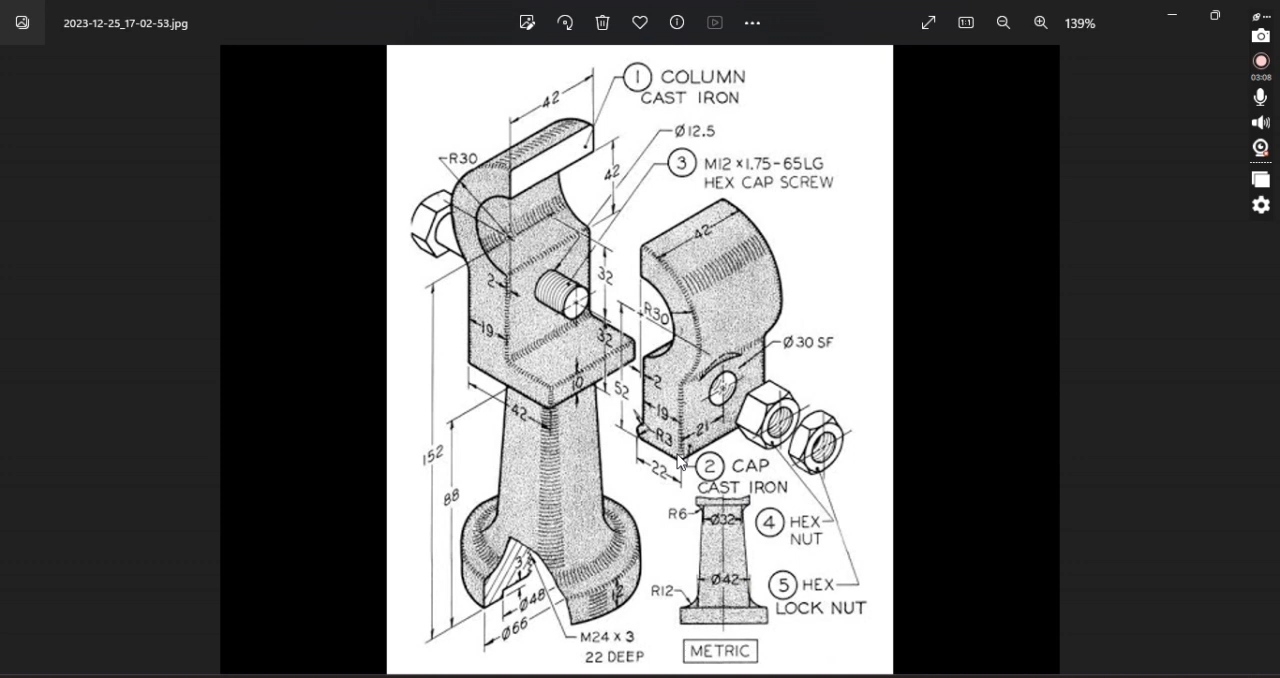 2023-12-25_17-02-53.jpg
139%
03:08
1 COLUMN
CAST IRON
42
Ø12.5
R30
42
3 M12 x 1.75-65LG
HEX CAP SCREW
42
2
32
R30
19
32
Ø30 SF
10
52
2
42
19
21
R3
152
22
2 CAP
CAST IRON
88
R6
Ø32
4 HEX
NUT
33
12
Ø42
R12
5 HEX
LOCK NUT
Ø48
Ø66
M24 x 3
22 DEEP
METRIC